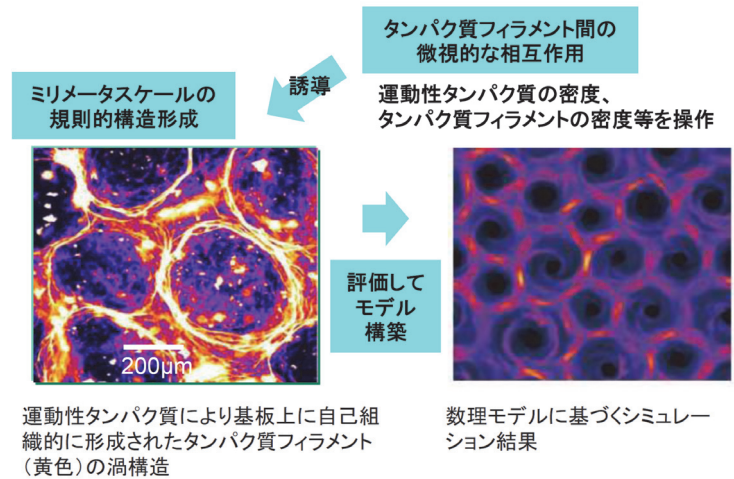 タンパク質フィラメント間の
微視的な相互作用
誘導
ミリメータスケールの
規則的構造形成
運動性タンパク質の密度、
タンパク質フィラメントの密度等を操作
評価して
モデル
構築
200μm
運動性タンパク質により基板上に自己組
織的に形成されたタンパク質フィラメント
（黄色）の渦構造
数理モデルに基づくシミュレー
ション結果